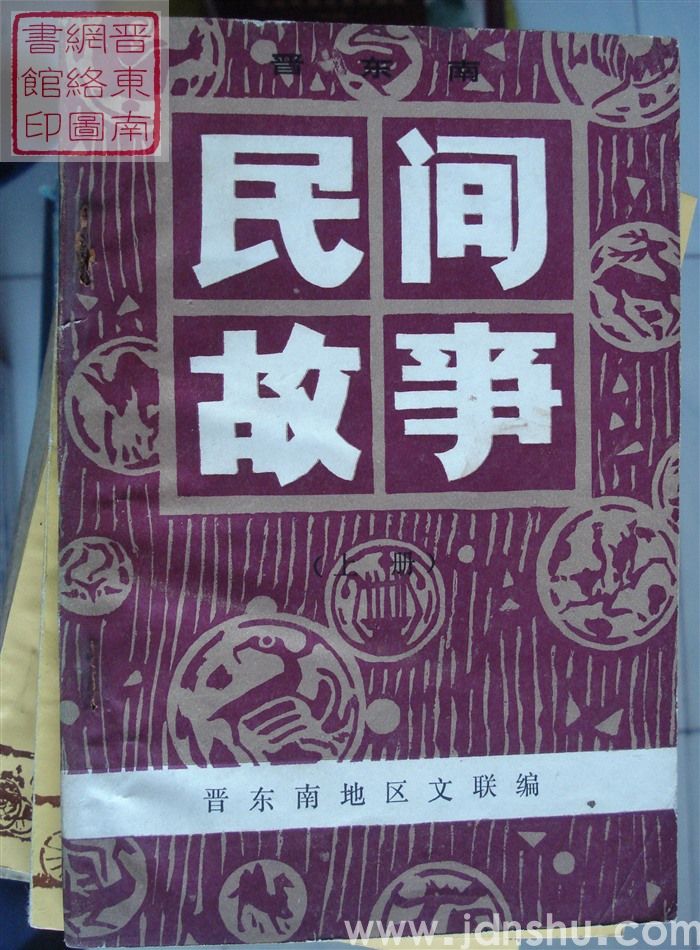 晋東南
網絡圖
書館印
晋东南
民间
故事
（上册）
晋东南地区文联编
www.jdnshu.com